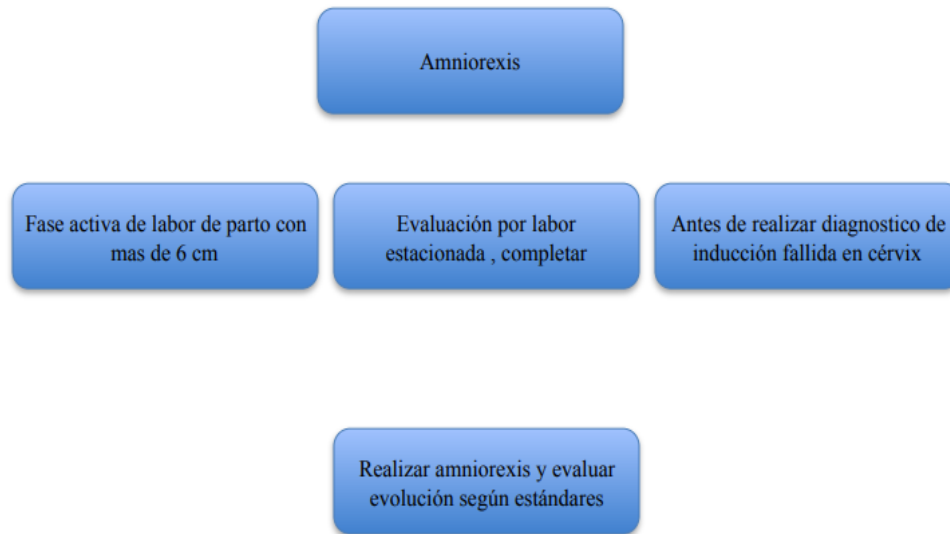 Amniorexis
Fase activa de labor de parto con
mas de 6 cm
Evaluación por labor
estacionada , completar
Antes de realizar diagnostico de
inducción fallida en cérvix
Realizar amniorexis y evaluar
evolución según estándares